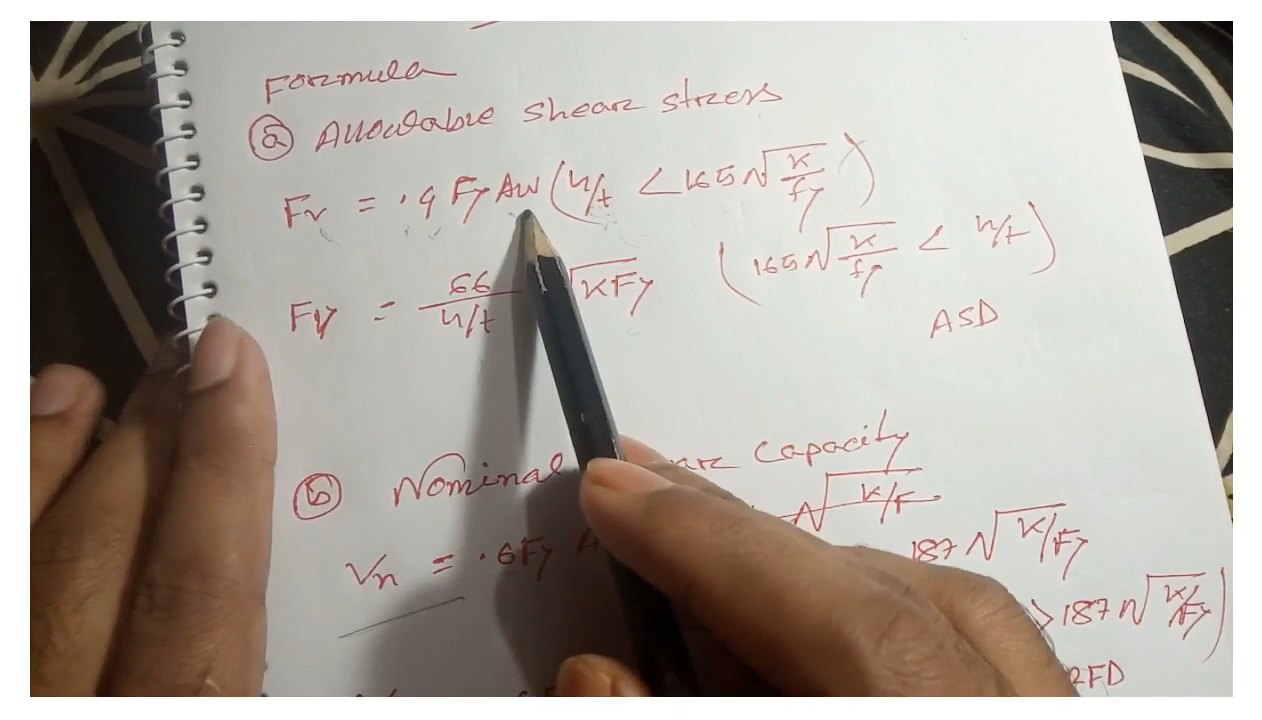 Formula
(a) Allowable shear stress
Fv = .4 Fy Aw (h/t < 165 √(k/fy))
Fv = 66/(h/t) √(KFy) (165 √(k/fy) < h/t)
ASD
(b) Nominal capacity
Vn = .6Fy 187 √(k/Fy)
>187 √(k/Fy))